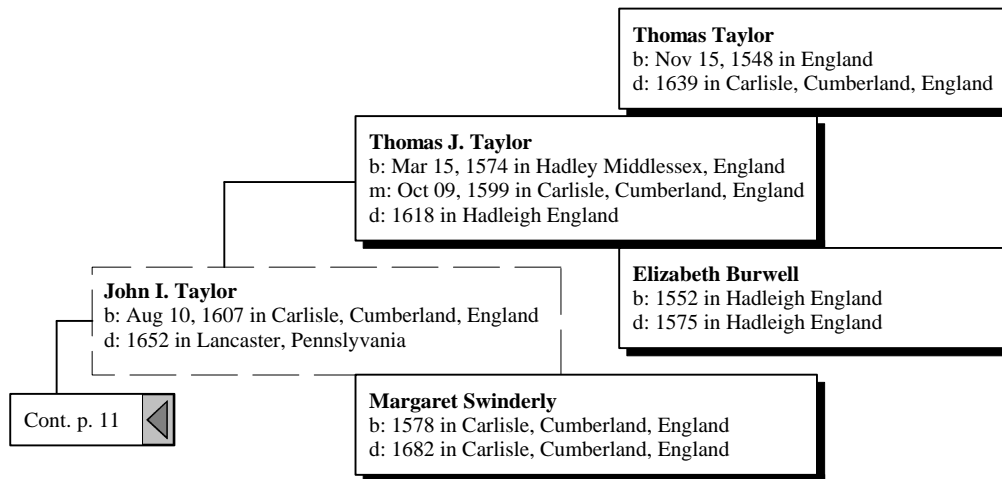 Thomas Taylor
b: Nov 15, 1548 in England
d: 1639 in Carlisle, Cumberland, England
Thomas J. Taylor
b: Mar 15, 1574 in Hadley Middlessex, England
m: Oct 09, 1599 in Carlisle, Cumberland, England
d: 1618 in Hadleigh England
Elizabeth Burwell
b: 1552 in Hadleigh England
d: 1575 in Hadleigh England
John I. Taylor
b: Aug 10, 1607 in Carlisle, Cumberland, England
d: 1652 in Lancaster, Pennslyvania
Margaret Swinderly
b: 1578 in Carlisle, Cumberland, England
d: 1682 in Carlisle, Cumberland, England
Cont. p. 11